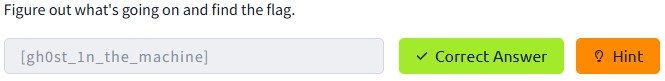 Figure out what's going on and find the flag.
[gh0st_1n_the_machine] Correct Answer Hint